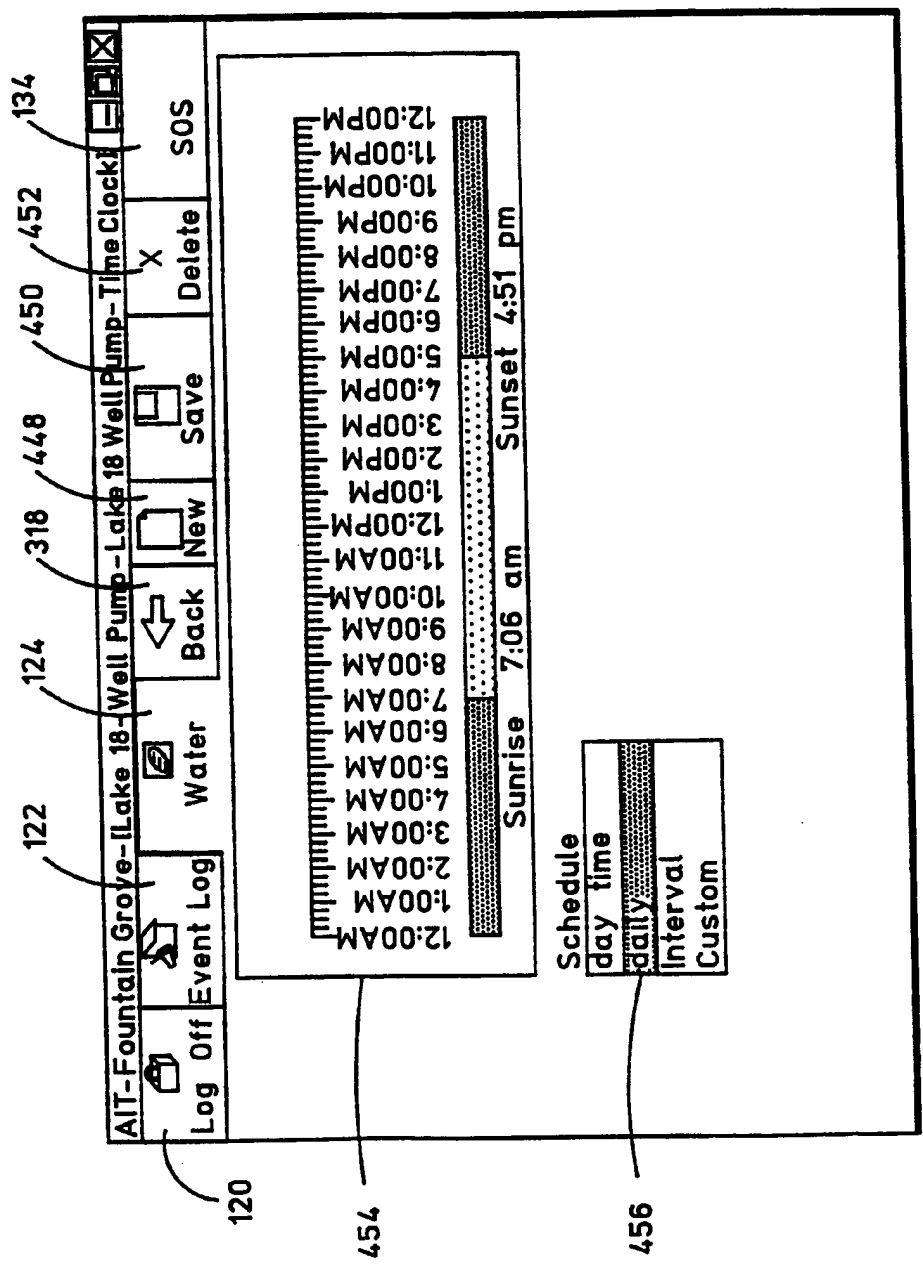 120
122
124
318
448
450
452
134
AIT-Fountain Grove-[Lake 18-Well Pump-Lake 18 Well Pump-Time Clock]
Log Off
Event Log
Water
Back
New
Save
X
Delete
SOS
454
12:00AM
1:00AM
2:00AM
3:00AM
4:00AM
5:00AM
6:00AM
7:00AM
8:00AM
9:00AM
10:00AM
11:00AM
12:00PM
1:00PM
2:00PM
3:00PM
4:00PM
5:00PM
6:00PM
7:00PM
8:00PM
9:00PM
10:00PM
11:00PM
12:00PM
Sunrise 7:06 am Sunset 4:51 pm
456
Schedule
day time
daily
Interval
Custom